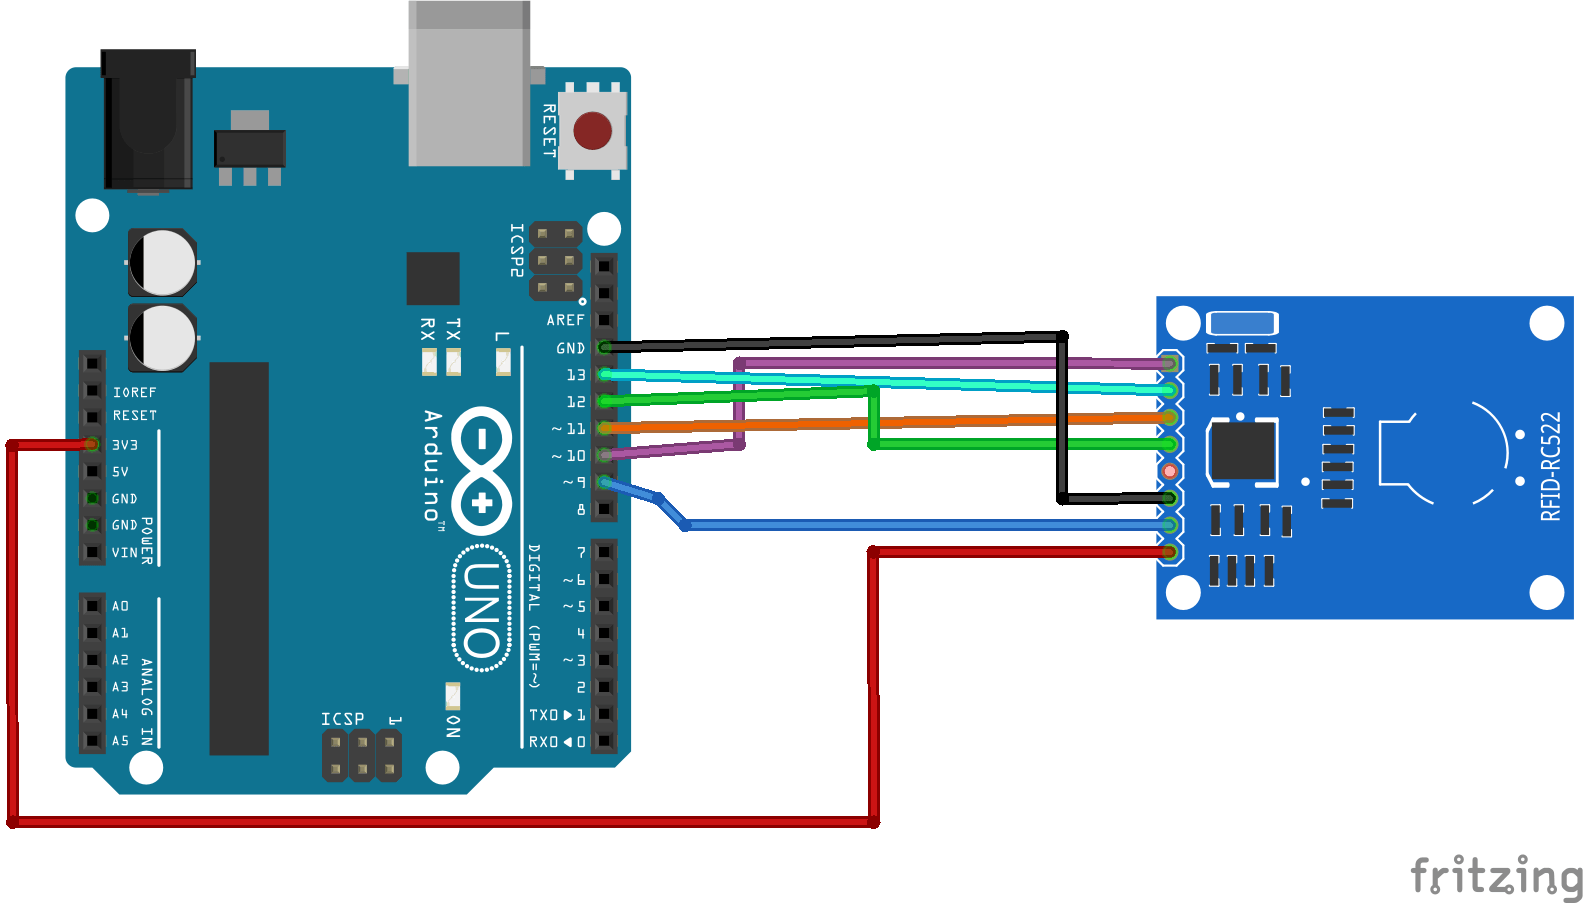 RESET
ICSP2
AREF
GND
13
12
~11
~10
~9
8
RX
TX
L
IOREF
RESET
3V3
5V
GND
GND
VIN
POWER
Arduino™
UNO
7
~6
~5
4
~3
2
TX0▶1
RX0◀0
DIGITAL (PWM=~)
A0
A1
A2
A3
A4
A5
ANALOG IN
ICSP
1
ON
RFID-RC522
fritzing